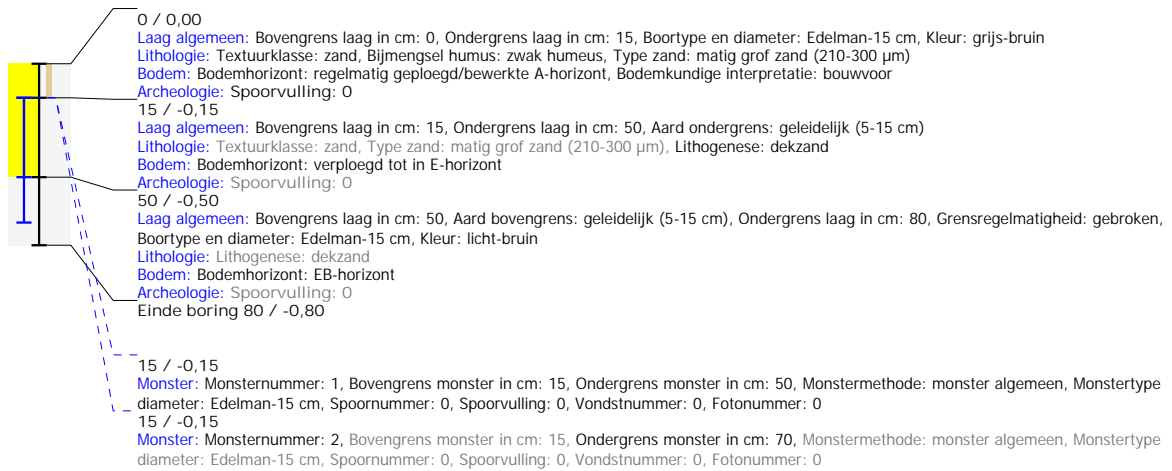 0 / 0,00
Laag algemeen: Bovengrens laag in cm: 0, Ondergrens laag in cm: 15, Boortype en diameter: Edelman-15 cm, Kleur: grijs-bruin
Lithologie: Textuurklasse: zand, Bijmengsel humus: zwak humeus, Type zand: matig grof zand (210-300 µm)
Bodem: Bodemhorizont: regelmatig geploegd/bewerkte A-horizont, Bodemkundige interpretatie: bouwvoor
Archeologie: Spoorvulling: 0
15 / -0,15
Laag algemeen: Bovengrens laag in cm: 15, Ondergrens laag in cm: 50, Aard ondergrens: geleidelijk (5-15 cm)
Lithologie: Textuurklasse: zand, Type zand: matig grof zand (210-300 µm), Lithogenese: dekzand
Bodem: Bodemhorizont: verploegd tot in E-horizont
Archeologie: Spoorvulling: 0
50 / -0,50
Laag algemeen: Bovengrens laag in cm: 50, Aard bovengrens: geleidelijk (5-15 cm), Ondergrens laag in cm: 80, Grensregelmatigheid: gebroken,
Boortype en diameter: Edelman-15 cm, Kleur: licht-bruin
Lithologie: Lithogenese: dekzand
Bodem: Bodemhorizont: EB-horizont
Archeologie: Spoorvulling: 0
Einde boring 80 / -0,80
15 / -0,15
Monster: Monsternummer: 1, Bovengrens monster in cm: 15, Ondergrens monster in cm: 50, Monstermethode: monster algemeen, Monstertype
diameter: Edelman-15 cm, Spoornummer: 0, Spoorvulling: 0, Vondstnummer: 0, Fotonummer: 0
15 / -0,15
Monster: Monsternummer: 2, Bovengrens monster in cm: 15, Ondergrens monster in cm: 70, Monstermethode: monster algemeen, Monstertype
diameter: Edelman-15 cm, Spoornummer: 0, Spoorvulling: 0, Vondstnummer: 0, Fotonummer: 0